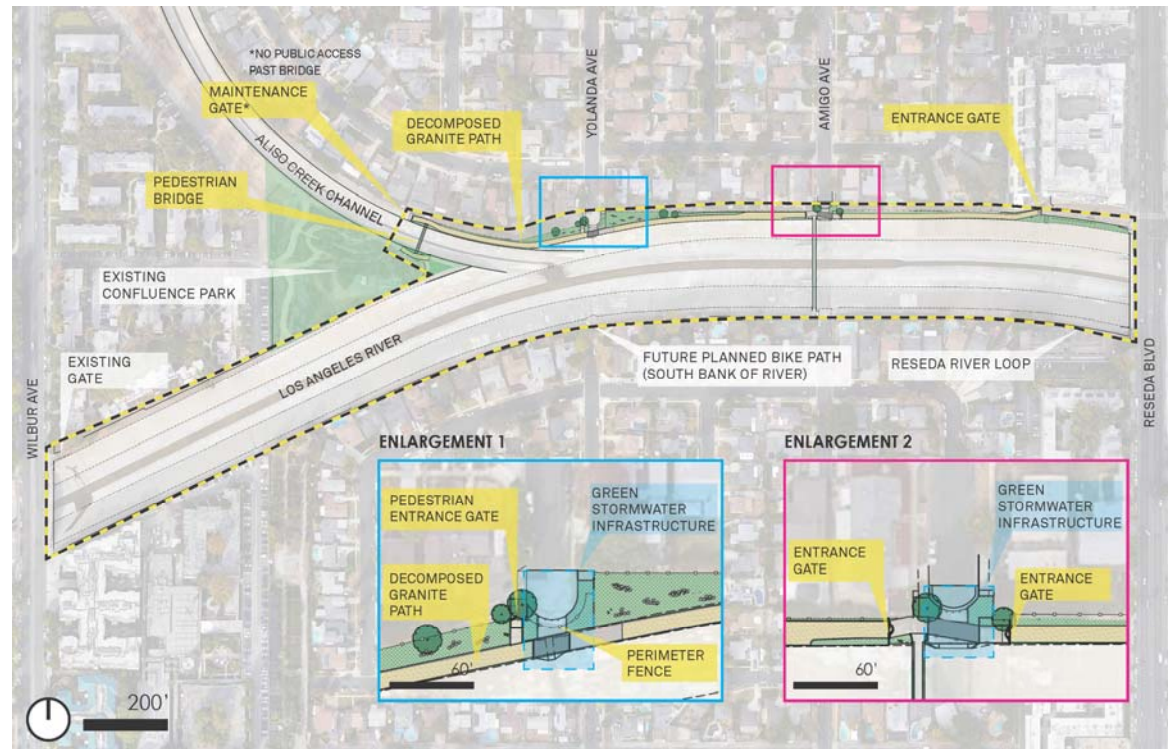 *NO PUBLIC ACCESS
PAST BRIDGE
MAINTENANCE
GATE*
DECOMPOSED
GRANITE PATH
YOLANDA AVE
AMIGO AVE
ENTRANCE GATE
ALISO CREEK CHANNEL
PEDESTRIAN
BRIDGE
EXISTING
CONFLUENCE PARK
EXISTING
GATE
WILBUR AVE
LOS ANGELES RIVER
FUTURE PLANNED BIKE PATH
(SOUTH BANK OF RIVER)
RESEDA RIVER LOOP
RESEDA BLVD
ENLARGEMENT 1
PEDESTRIAN
ENTRANCE GATE
GREEN
STORMWATER
INFRASTRUCTURE
DECOMPOSED
GRANITE
PATH
PERIMETER
FENCE
60'
ENLARGEMENT 2
GREEN
STORMWATER
INFRASTRUCTURE
ENTRANCE
GATE
ENTRANCE
GATE
60'
200'